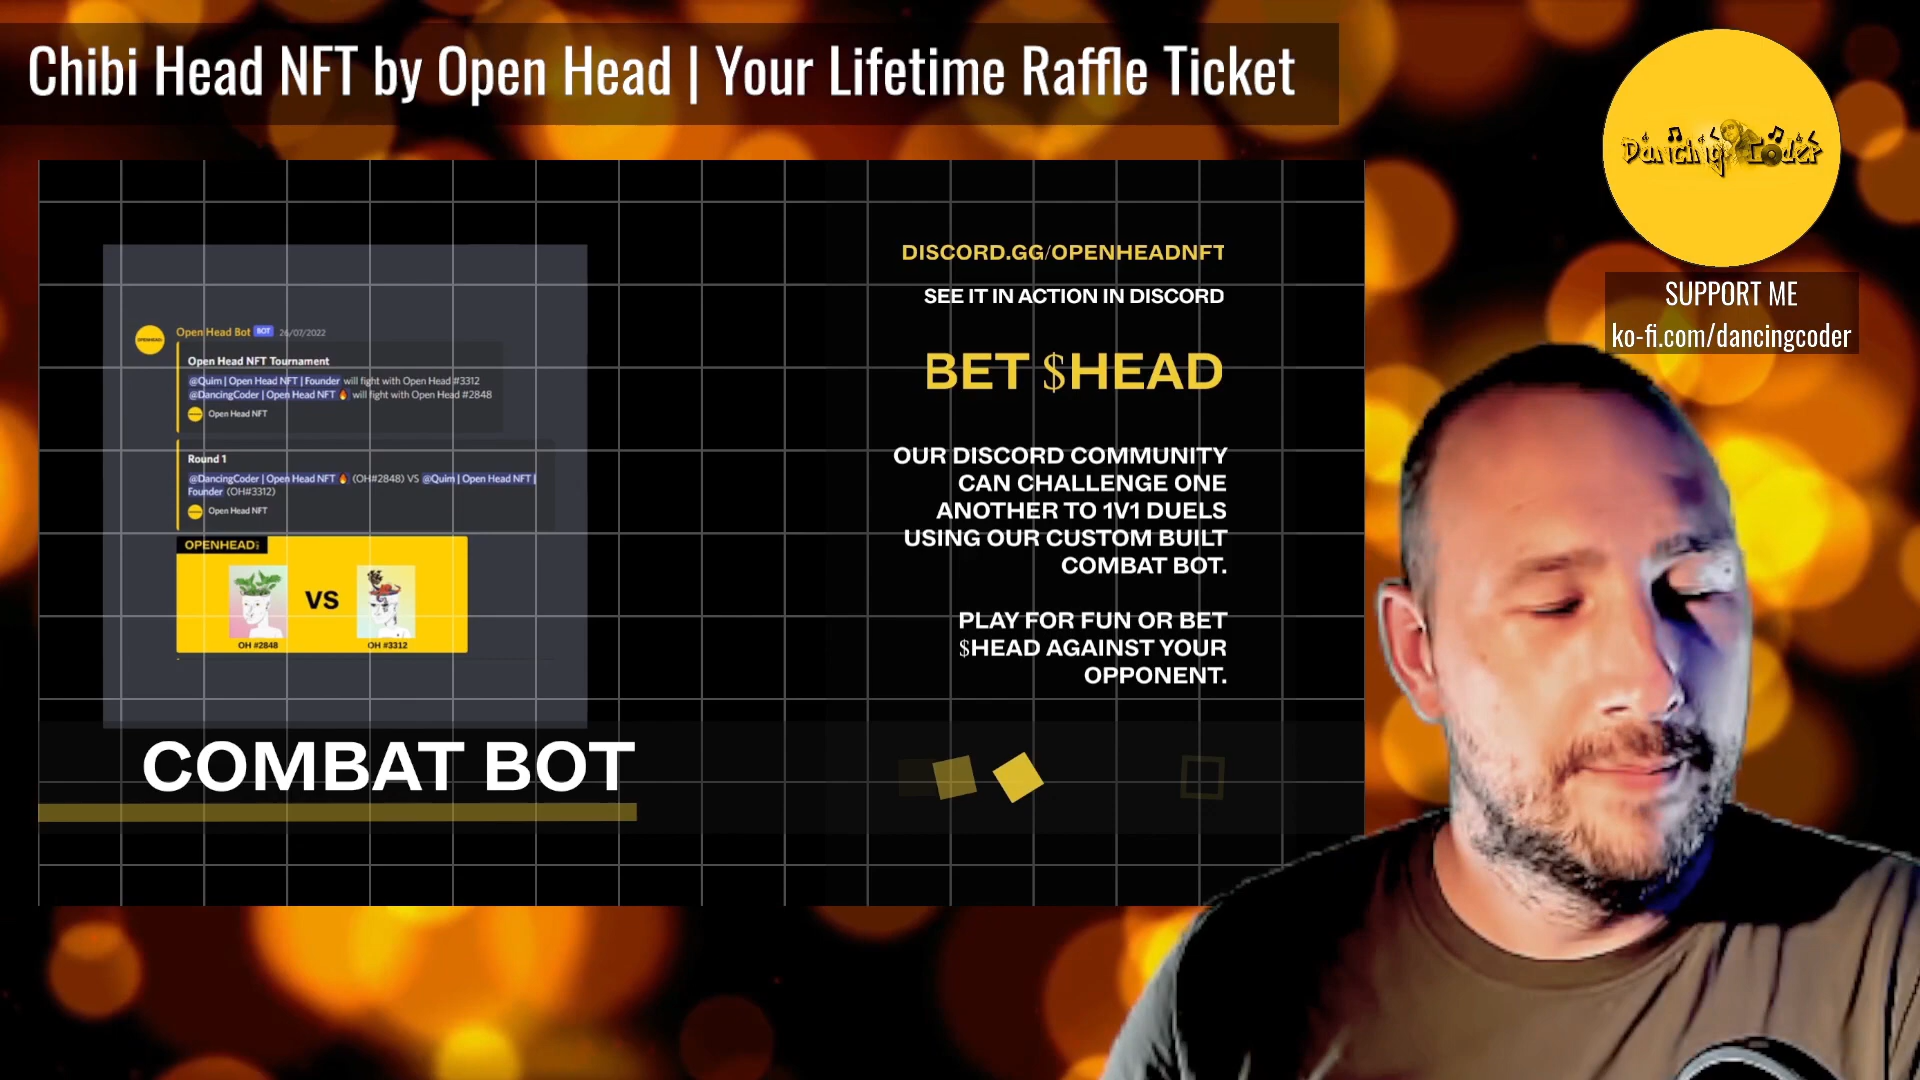 Chibi Head NFT by Open Head | Your Lifetime Raffle Ticket
Dancing Coder
SUPPORT ME
ko-fi.com/dancingcoder
DISCORD.GG/OPENHEADNFT
SEE IT IN ACTION IN DISCORD
BET $HEAD
OUR DISCORD COMMUNITY
CAN CHALLENGE ONE
ANOTHER TO 1V1 DUELS
USING OUR CUSTOM BUILT
COMBAT BOT.
PLAY FOR FUN OR BET
$HEAD AGAINST YOUR
OPPONENT.
Open Head Bot BOT 26/07/2022
Open Head NFT Tournament
@Quim | Open Head NFT | Founder will fight with Open Head #3312
@DancingCoder | Open Head NFT 🔥 will fight with Open Head #2848
Open Head NFT
Round 1
@DancingCoder | Open Head NFT 🔥 (OH#2848) VS @Quim | Open Head NFT |
Founder (OH#3312)
Open Head NFT
OPENHEAD
VS
OH #2848
OH #3312
COMBAT BOT